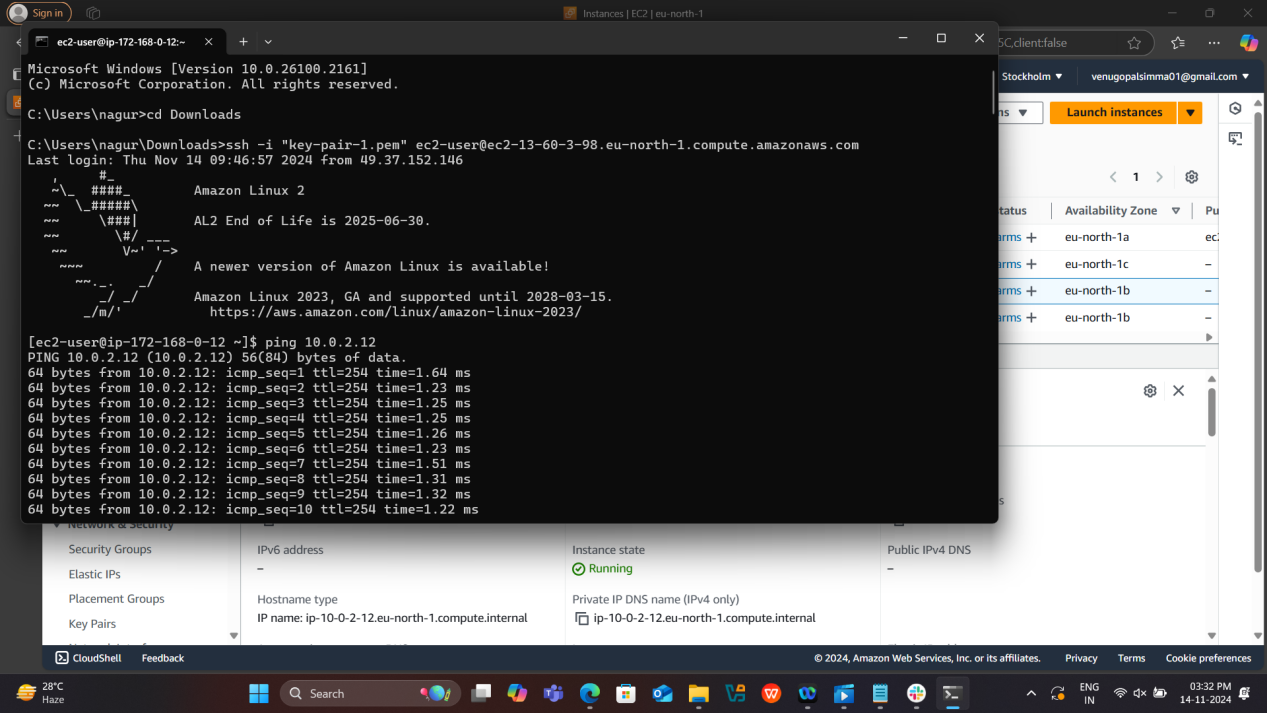 Sign in
Instances | EC2 | eu-north-1
ec2-user@ip-172-168-0-12:~
5C,client:false
Microsoft Windows [Version 10.0.26100.2161]
(c) Microsoft Corporation. All rights reserved.
Stockholm
venugopalsimma01@gmail.com
C:\Users\nagur>cd Downloads
Launch instances
C:\Users\nagur\Downloads>ssh -i "key-pair-1.pem" ec2-user@ec2-13-60-3-98.eu-north-1.compute.amazonaws.com
Last login: Thu Nov 14 09:46:57 2024 from 49.37.152.146
   ,     #_
   ~\_  ####_        Amazon Linux 2
  ~~  \_#####\
  ~~     \###|       AL2 End of Life is 2025-06-30.
  ~~       \#/ ___
   ~~       V~' '->
    ~~~         /    A newer version of Amazon Linux is available!
      ~~._.   _/
         _/ _/       Amazon Linux 2023, GA and supported until 2028-03-15.
       _/m/'           https://aws.amazon.com/linux/amazon-linux-2023/
[ec2-user@ip-172-168-0-12 ~]$ ping 10.0.2.12
PING 10.0.2.12 (10.0.2.12) 56(84) bytes of data.
64 bytes from 10.0.2.12: icmp_seq=1 ttl=254 time=1.64 ms
64 bytes from 10.0.2.12: icmp_seq=2 ttl=254 time=1.23 ms
64 bytes from 10.0.2.12: icmp_seq=3 ttl=254 time=1.25 ms
64 bytes from 10.0.2.12: icmp_seq=4 ttl=254 time=1.25 ms
64 bytes from 10.0.2.12: icmp_seq=5 ttl=254 time=1.26 ms
64 bytes from 10.0.2.12: icmp_seq=6 ttl=254 time=1.23 ms
64 bytes from 10.0.2.12: icmp_seq=7 ttl=254 time=1.51 ms
64 bytes from 10.0.2.12: icmp_seq=8 ttl=254 time=1.31 ms
64 bytes from 10.0.2.12: icmp_seq=9 ttl=254 time=1.32 ms
64 bytes from 10.0.2.12: icmp_seq=10 ttl=254 time=1.22 ms
1
tatus Availability Zone Pu
arms + eu-north-1a ec2
arms + eu-north-1c –
arms + eu-north-1b –
arms + eu-north-1b –
Network & Security
Security Groups
Elastic IPs
Placement Groups
Key Pairs
IPv6 address
–
Hostname type
IP name: ip-10-0-2-12.eu-north-1.compute.internal
Instance state
Running
Private IP DNS name (IPv4 only)
ip-10-0-2-12.eu-north-1.compute.internal
Public IPv4 DNS
–
CloudShell Feedback
© 2024, Amazon Web Services, Inc. or its affiliates. Privacy Terms Cookie preferences
28°C
Haze
Search
ENG
IN
03:32 PM
14-11-2024